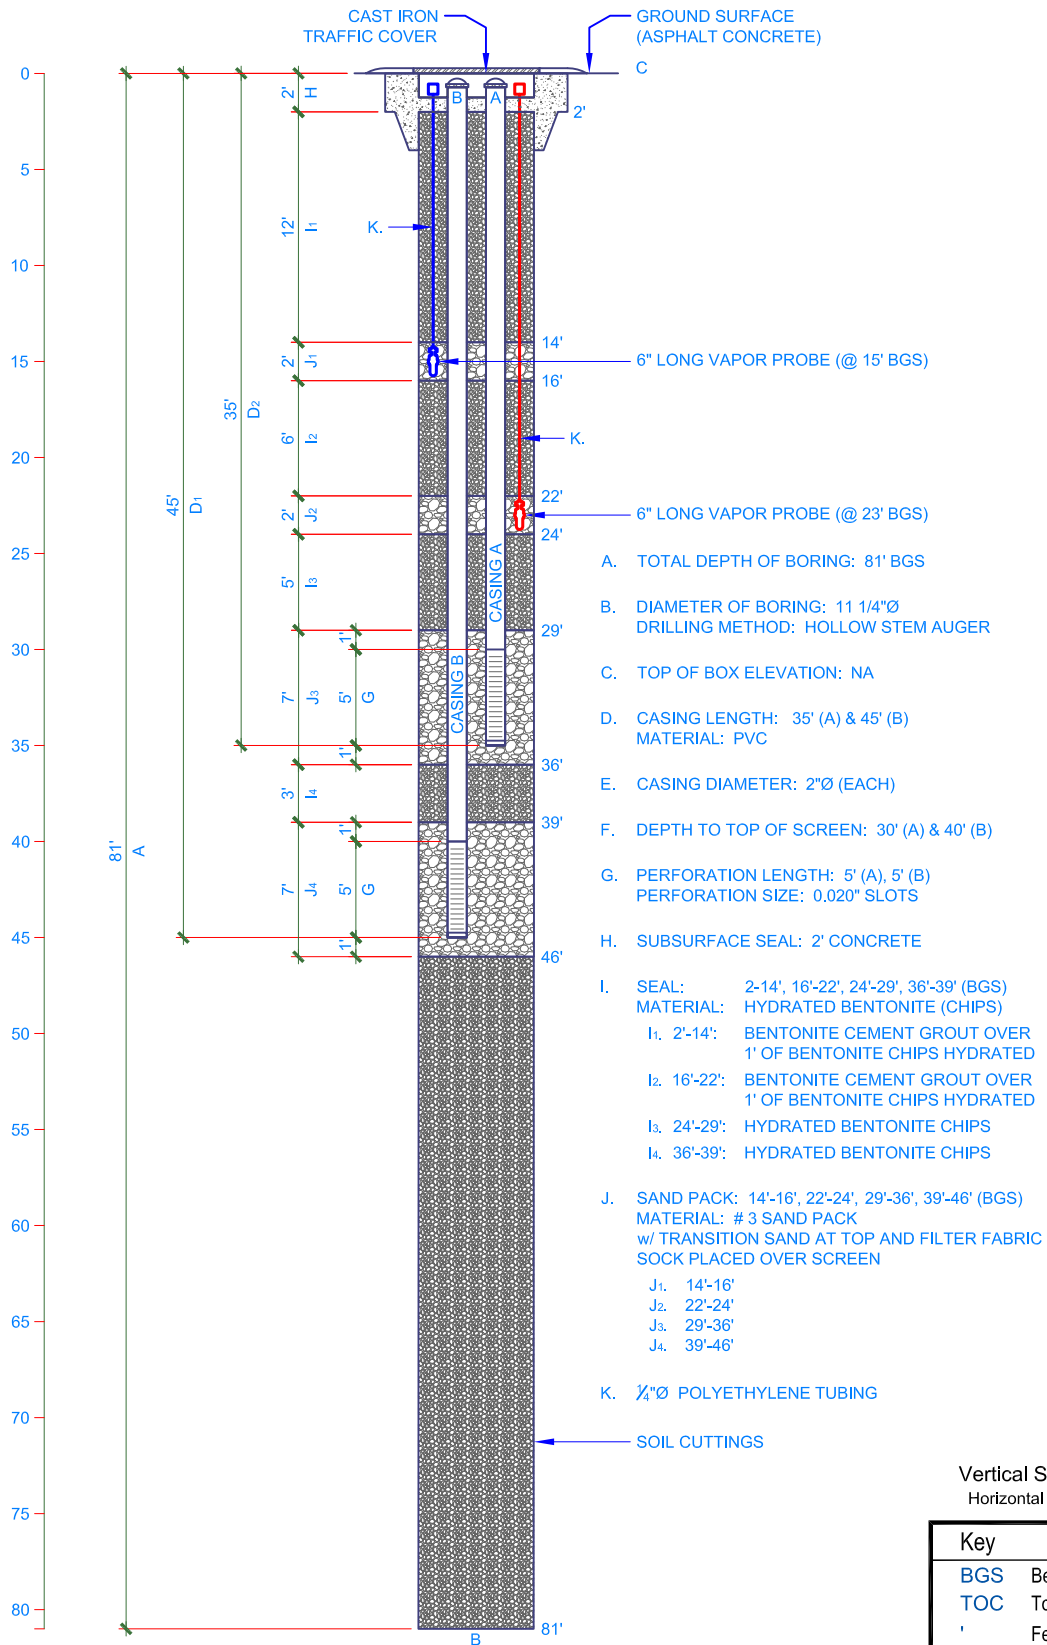 CAST IRON
TRAFFIC COVER
GROUND SURFACE
(ASPHALT CONCRETE)
C
0
5
10
15
20
25
30
35
40
45
50
55
60
65
70
75
80
81'
A
45'
D1
35'
D2
2'
H
12'
I1
2'
J1
6'
I2
2'
J2
5'
I3
7'
J3
3'
I4
7'
J4
1'
5'
G
1'
1'
5'
G
1'
B
A
CASING A
CASING B
K.
K.
2'
14'
16'
22'
24'
29'
36'
39'
46'
81'
B
6" LONG VAPOR PROBE (@ 15' BGS)
6" LONG VAPOR PROBE (@ 23' BGS)
A. TOTAL DEPTH OF BORING: 81' BGS
B. DIAMETER OF BORING: 11 1/4"Ø
DRILLING METHOD: HOLLOW STEM AUGER
C. TOP OF BOX ELEVATION: NA
D. CASING LENGTH: 35' (A) & 45' (B)
MATERIAL: PVC
E. CASING DIAMETER: 2"Ø (EACH)
F. DEPTH TO TOP OF SCREEN: 30' (A) & 40' (B)
G. PERFORATION LENGTH: 5' (A), 5' (B)
PERFORATION SIZE: 0.020" SLOTS
H. SUBSURFACE SEAL: 2' CONCRETE
I. SEAL: 2-14', 16'-22', 24'-29', 36'-39' (BGS)
MATERIAL: HYDRATED BENTONITE (CHIPS)
I1. 2'-14': BENTONITE CEMENT GROUT OVER
1' OF BENTONITE CHIPS HYDRATED
I2. 16'-22': BENTONITE CEMENT GROUT OVER
1' OF BENTONITE CHIPS HYDRATED
I3. 24'-29': HYDRATED BENTONITE CHIPS
I4. 36'-39': HYDRATED BENTONITE CHIPS
J. SAND PACK: 14'-16', 22'-24', 29'-36', 39'-46' (BGS)
MATERIAL: # 3 SAND PACK
w/ TRANSITION SAND AT TOP AND FILTER FABRIC
SOCK PLACED OVER SCREEN
J1. 14'-16'
J2. 22'-24'
J3. 29'-36'
J4. 39'-46'
K. ¼"Ø POLYETHYLENE TUBING
SOIL CUTTINGS
Vertical S
Horizontal
Key
BGS Be
TOC To
' Fe